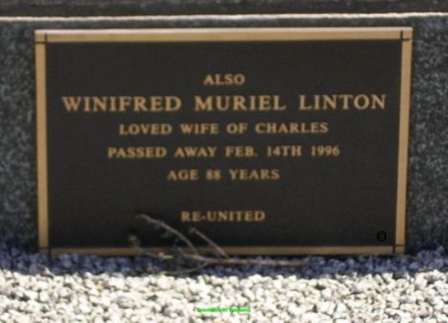 ALSO
WINIFRED MURIEL LINTON
LOVED WIFE OF CHARLES
PASSED AWAY FEB. 14TH 1996
AGE 88 YEARS
RE-UNITED